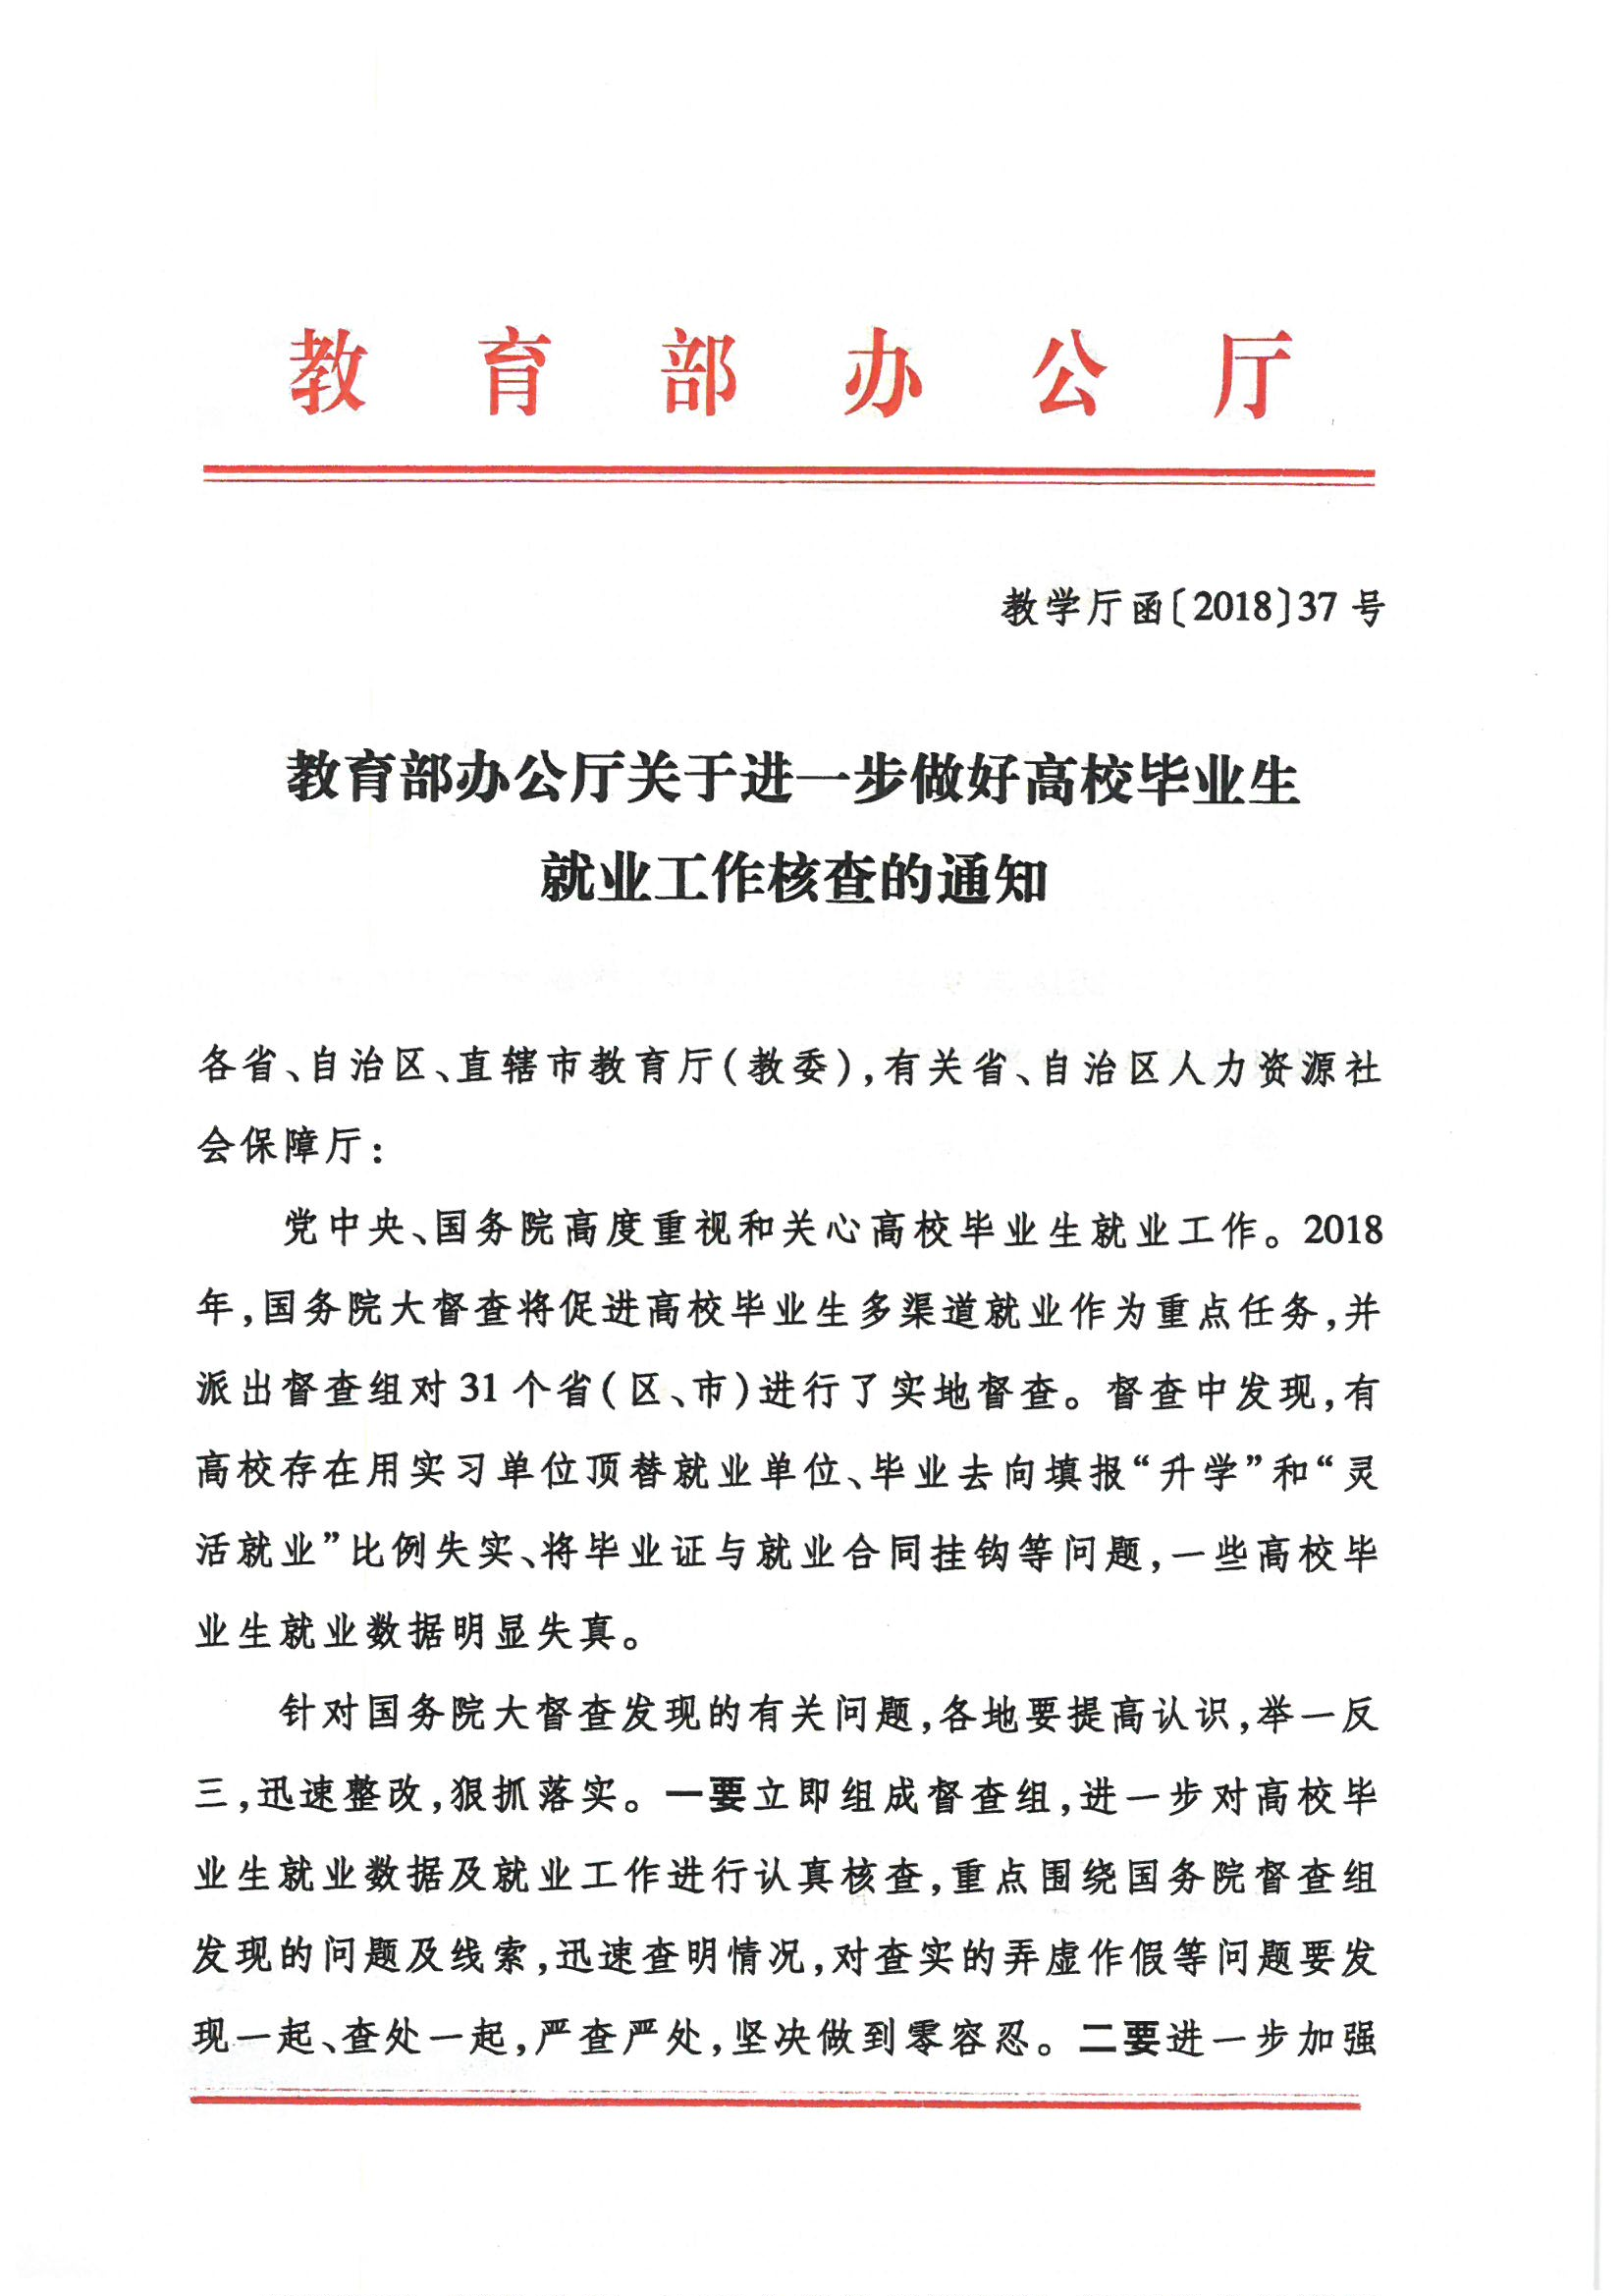 教育部办公厅
教学厅函〔2018〕37 号
教育部办公厅关于进一步做好高校毕业生
就业工作核查的通知
各省、自治区、直辖市教育厅(教委),有关省、自治区人力资源社
会保障厅:
党中央、国务院高度重视和关心高校毕业生就业工作。2018
年,国务院大督查将促进高校毕业生多渠道就业作为重点任务,并
派出督查组对 31 个省(区、市)进行了实地督查。督查中发现,有
高校存在用实习单位顶替就业单位、毕业去向填报“升学”和“灵
活就业”比例失实、将毕业证与就业合同挂钩等问题,一些高校毕
业生就业数据明显失真。
针对国务院大督查发现的有关问题,各地要提高认识,举一反
三,迅速整改,狠抓落实。一要立即组成督查组,进一步对高校毕
业生就业数据及就业工作进行认真核查,重点围绕国务院督查组
发现的问题及线索,迅速查明情况,对查实的弄虚作假等问题要发
现一起、查处一起,严查严处,坚决做到零容忍。二要进一步加强